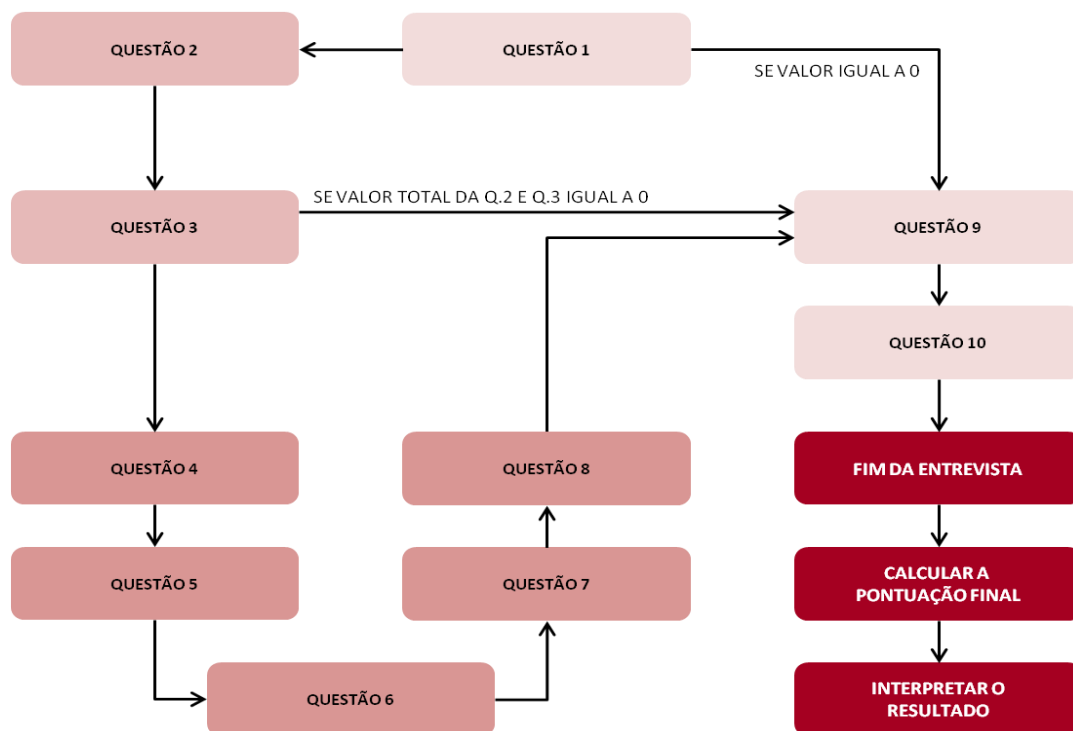 QUESTÃO 2
QUESTÃO 1
SE VALOR IGUAL A 0
SE VALOR TOTAL DA Q.2 E Q.3 IGUAL A 0
QUESTÃO 3
QUESTÃO 9
QUESTÃO 10
QUESTÃO 4
QUESTÃO 8
FIM DA ENTREVISTA
QUESTÃO 5
QUESTÃO 7
CALCULAR A
PONTUAÇÃO FINAL
QUESTÃO 6
INTERPRETAR O
RESULTADO